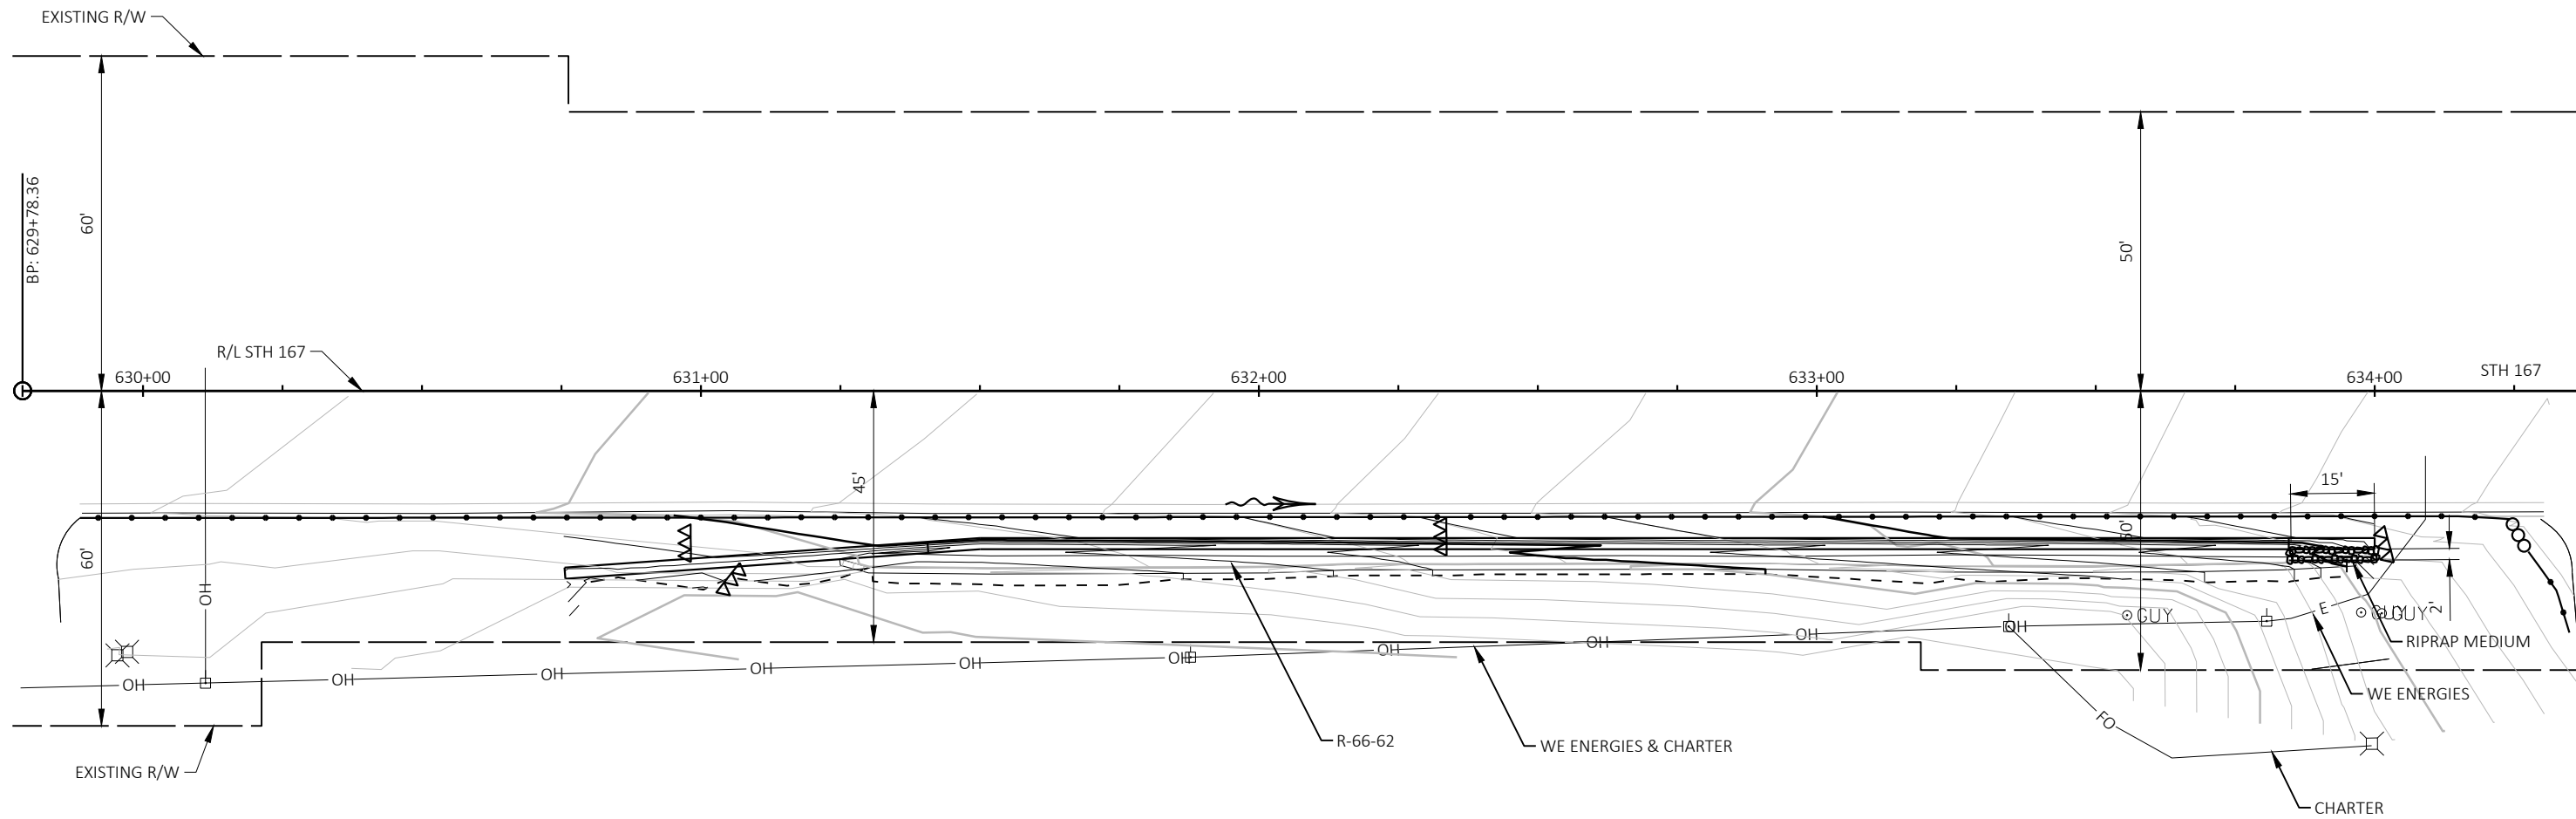 EXISTING R/W
BP: 629+78.36
60'
50'
R/L STH 167
630+00
631+00
632+00
633+00
634+00
STH 167
60'
45'
50'
15'
2'
OH
OH
OH
OH
OH
OH
OH
OH
OH
OH
OH
GUY
GUY
GUY
E
FO
RIPRAP MEDIUM
WE ENERGIES
R-66-62
WE ENERGIES & CHARTER
EXISTING R/W
CHARTER